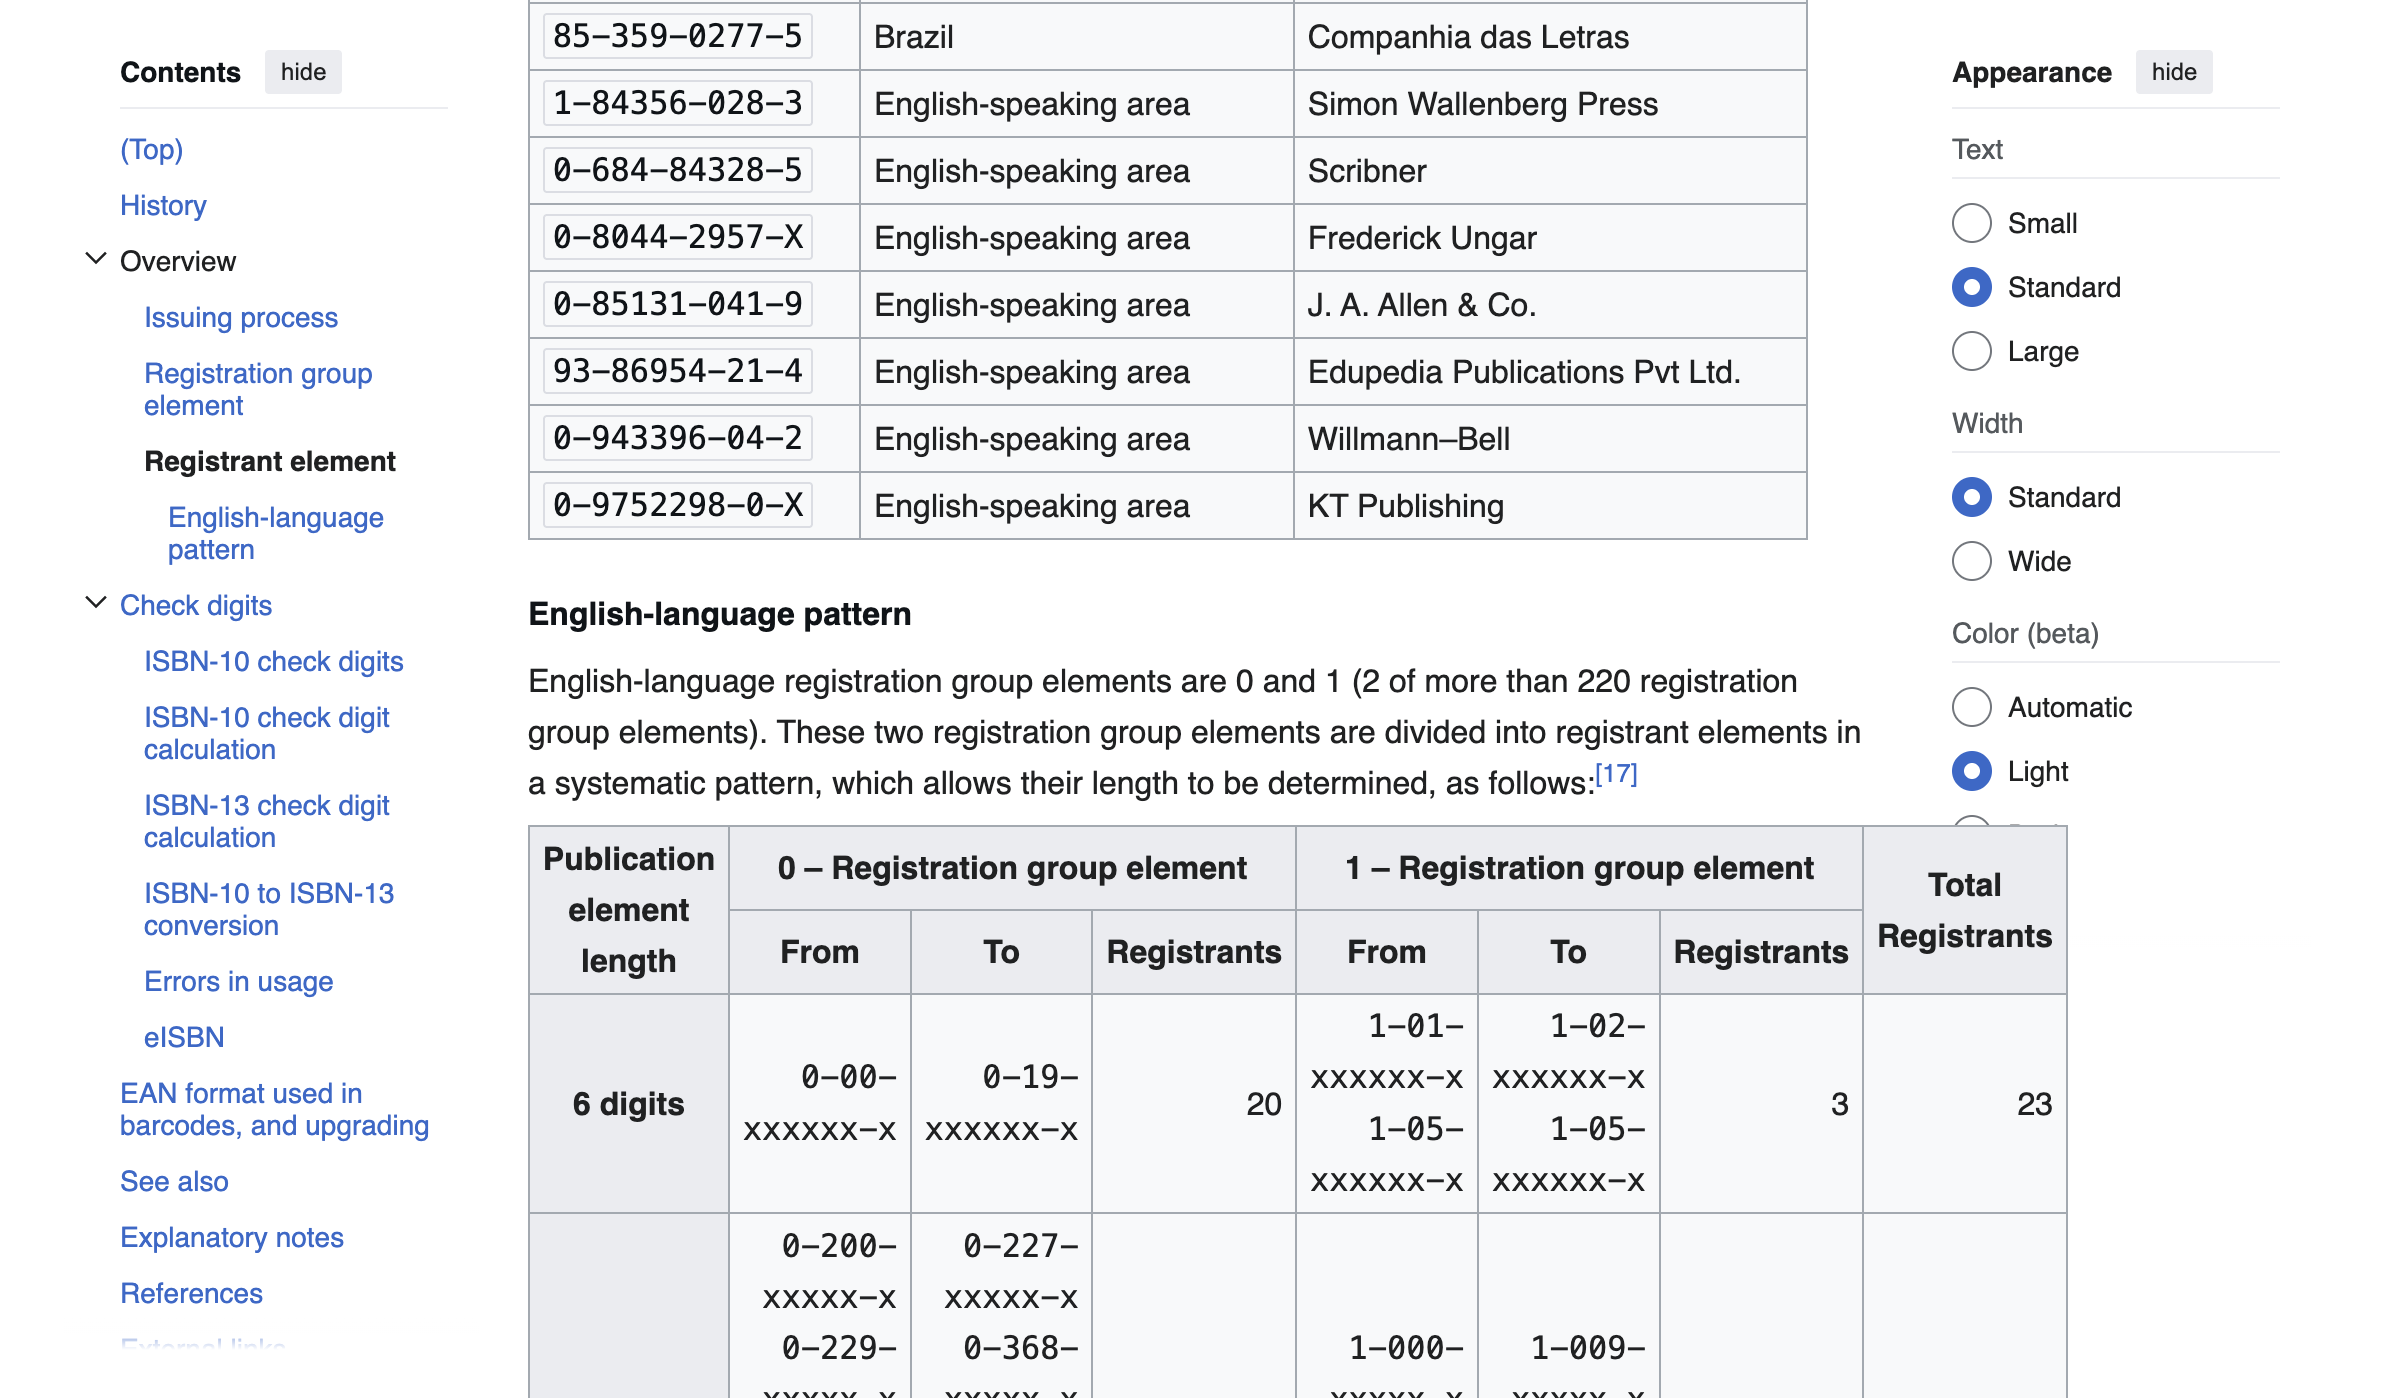 Contents hide
(Top)
History
Overview
Issuing process
Registration group
element
Registrant element
English-language
pattern
Check digits
ISBN-10 check digits
ISBN-10 check digit
calculation
ISBN-13 check digit
calculation
ISBN-10 to ISBN-13
conversion
Errors in usage
eISBN
EAN format used in
barcodes, and upgrading
See also
Explanatory notes
References
85-359-0277-5 Brazil Companhia das Letras
1-84356-028-3 English-speaking area Simon Wallenberg Press
0-684-84328-5 English-speaking area Scribner
0-8044-2957-X English-speaking area Frederick Ungar
0-85131-041-9 English-speaking area J. A. Allen & Co.
93-86954-21-4 English-speaking area Edupedia Publications Pvt Ltd.
0-943396-04-2 English-speaking area Willmann–Bell
0-9752298-0-X English-speaking area KT Publishing
English-language pattern
English-language registration group elements are 0 and 1 (2 of more than 220 registration
group elements). These two registration group elements are divided into registrant elements in
a systematic pattern, which allows their length to be determined, as follows:[17]
Publication
element
length
0 – Registration group element 1 – Registration group element
Total
Registrants
From To Registrants From To Registrants
6 digits
0-00-
xxxxxx-x
0-19-
xxxxxx-x
20
1-01-
xxxxxx-x
1-05-
xxxxxx-x
1-02-
xxxxxx-x
1-05-
xxxxxx-x
3
23
0-200-
xxxxx-x
0-229-
0-227-
xxxxx-x
0-368-
1-000-
1-009-
Appearance hide
Text
Small
Standard
Large
Width
Standard
Wide
Color (beta)
Automatic
Light